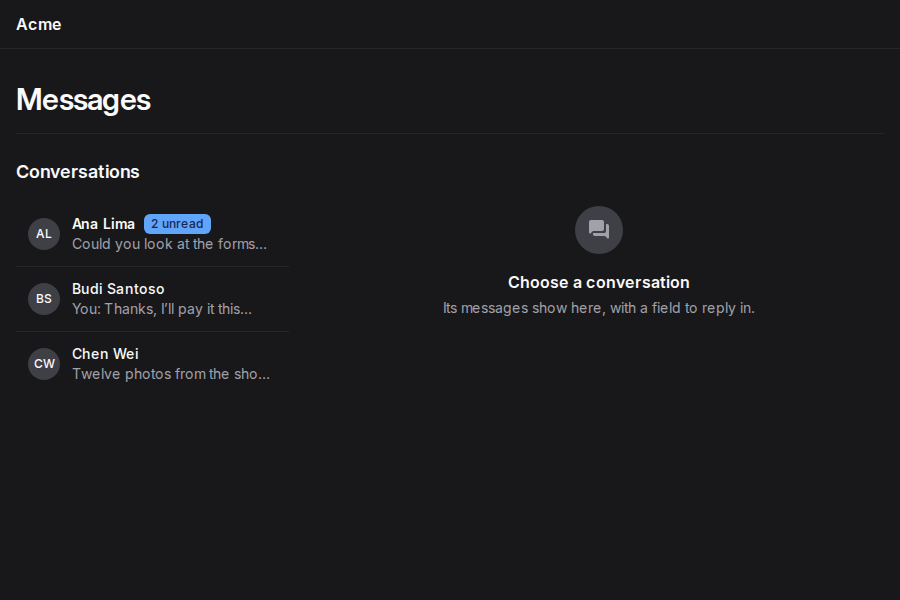 Acme
Messages
Conversations
AL
Ana Lima
2 unread
Could you look at the forms...
BS
Budi Santoso
You: Thanks, I’ll pay it this...
CW
Chen Wei
Twelve photos from the sho...
Choose a conversation
Its messages show here, with a field to reply in.